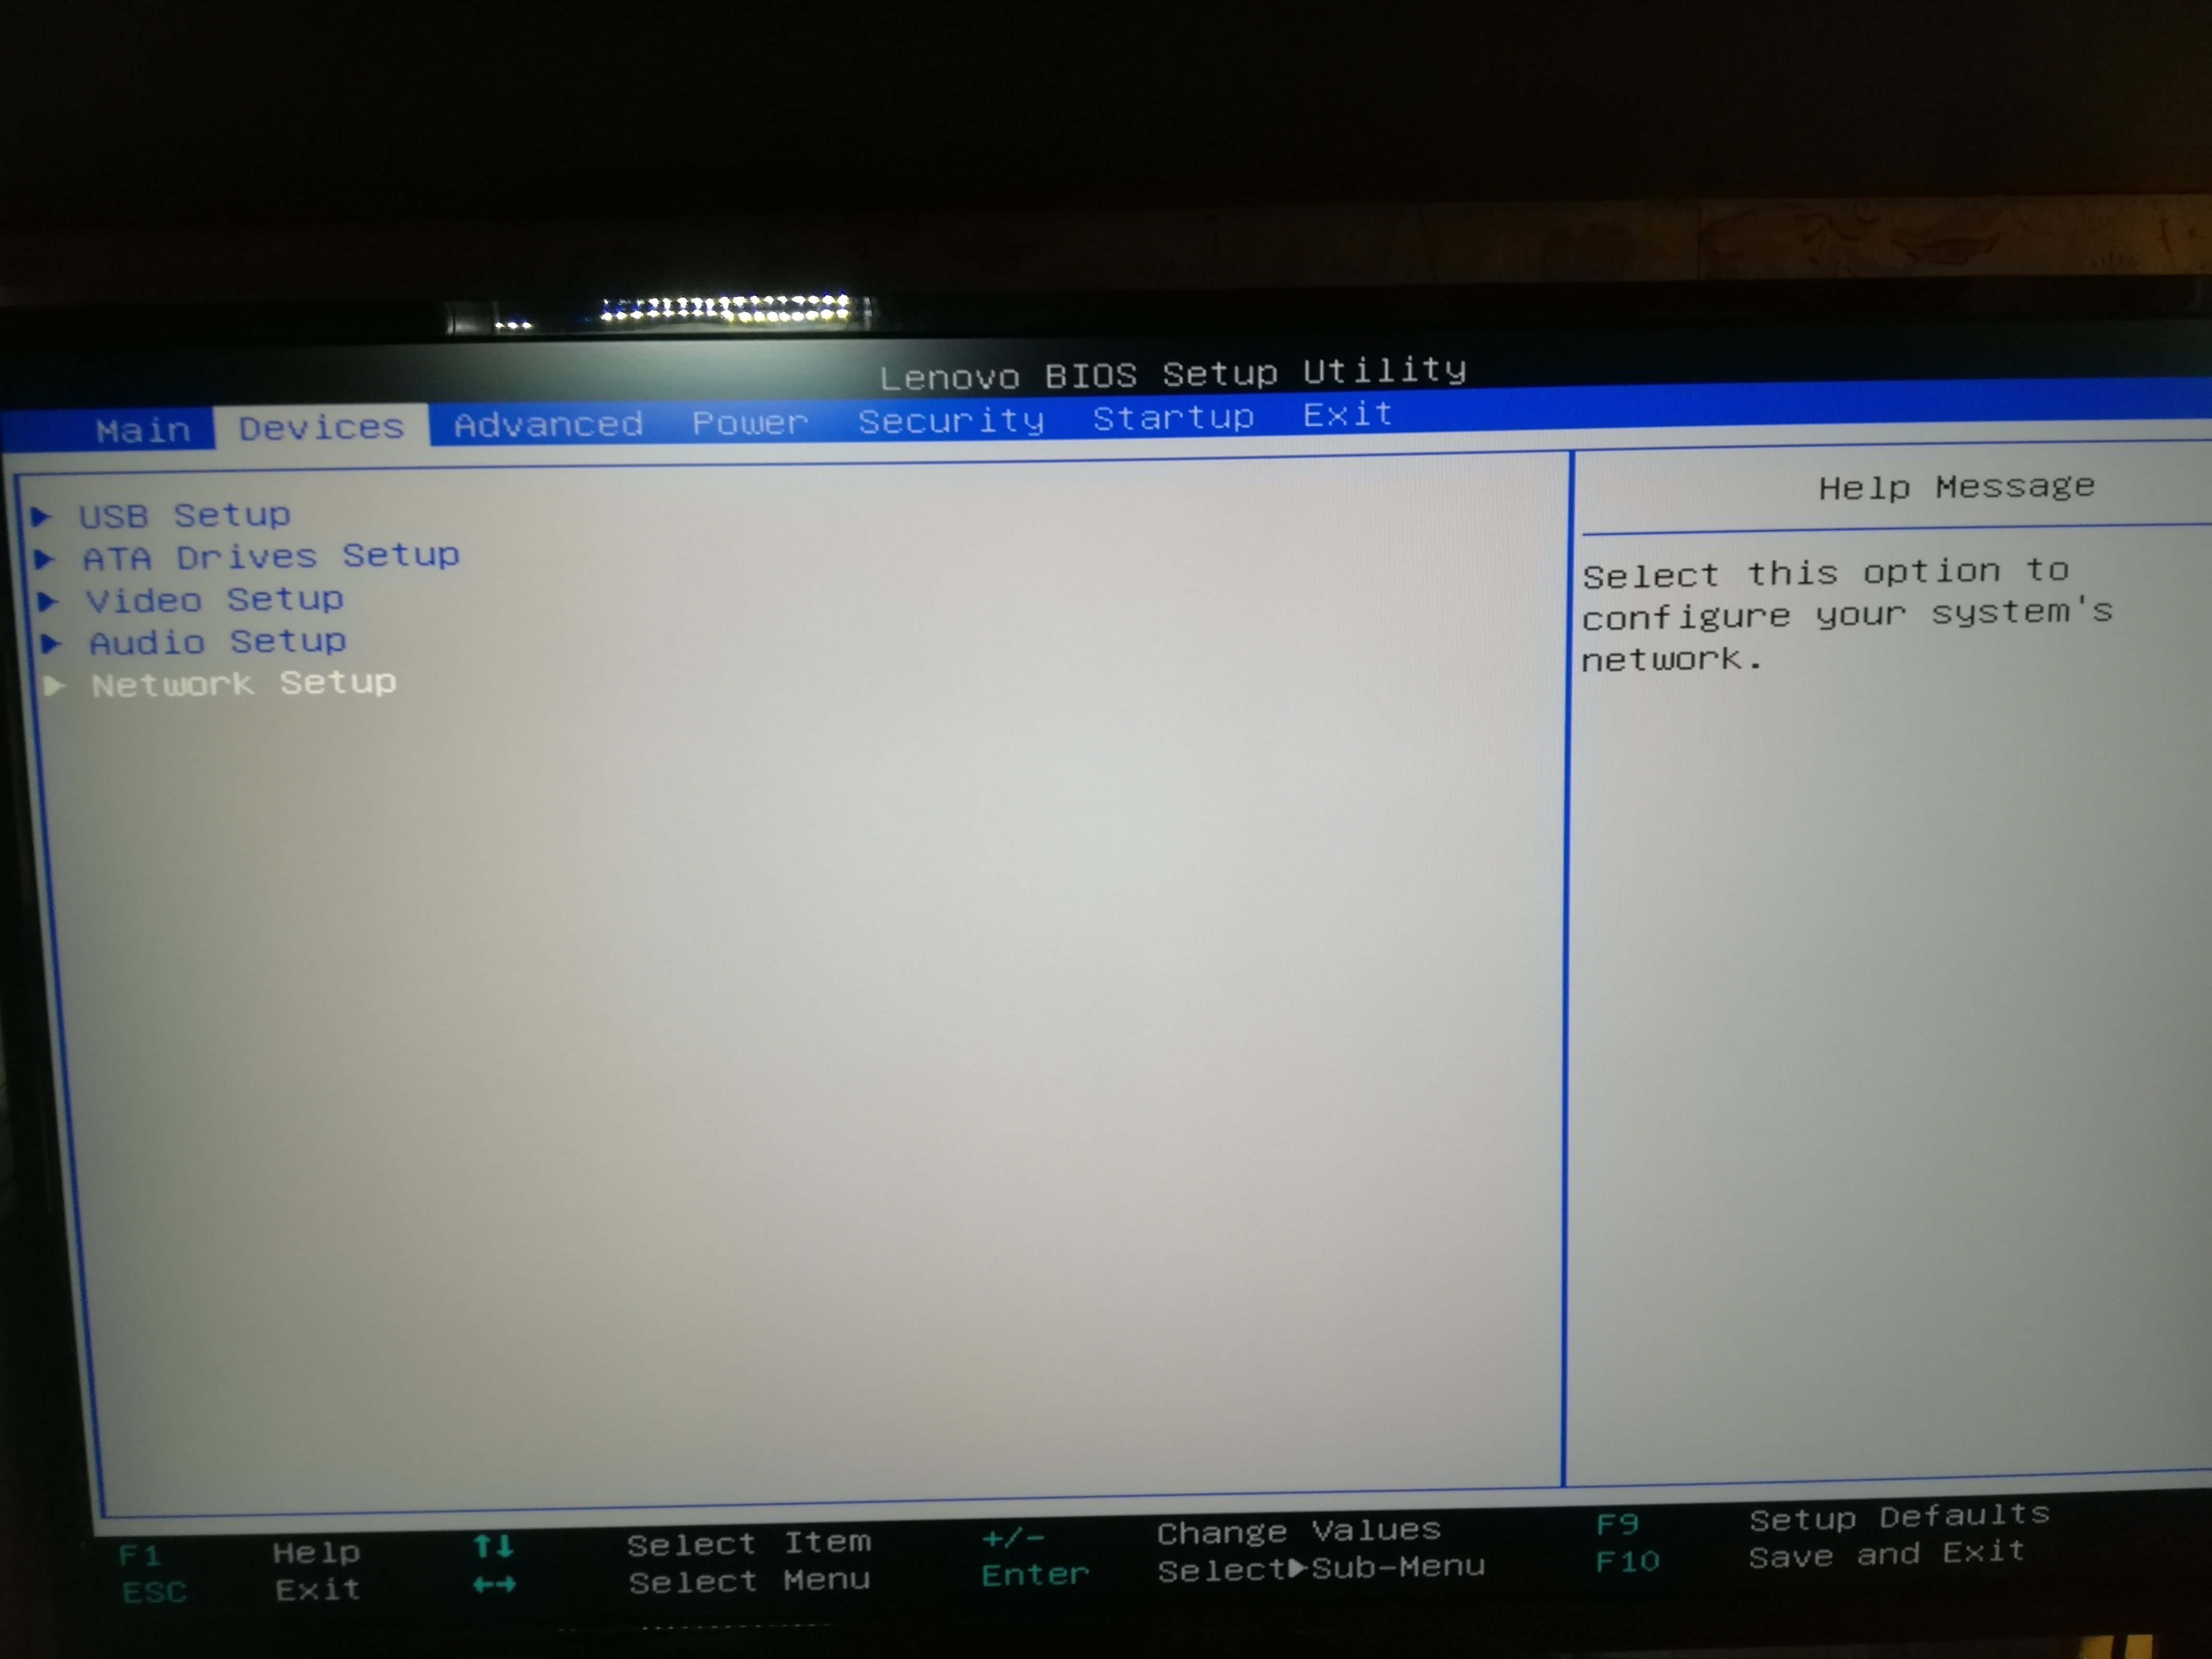 Lenovo BIOS Setup Utility
Main Devices Advanced Power Security Startup Exit
USB Setup
ATA Drives Setup
Video Setup
Audio Setup
Network Setup
Help Message
Select this option to
configure your system's
network.
F1 Help ↑↓ Select Item +/- Change Values F9 Setup Defaults
ESC Exit ←→ Select Menu Enter Select▶Sub-Menu F10 Save and Exit